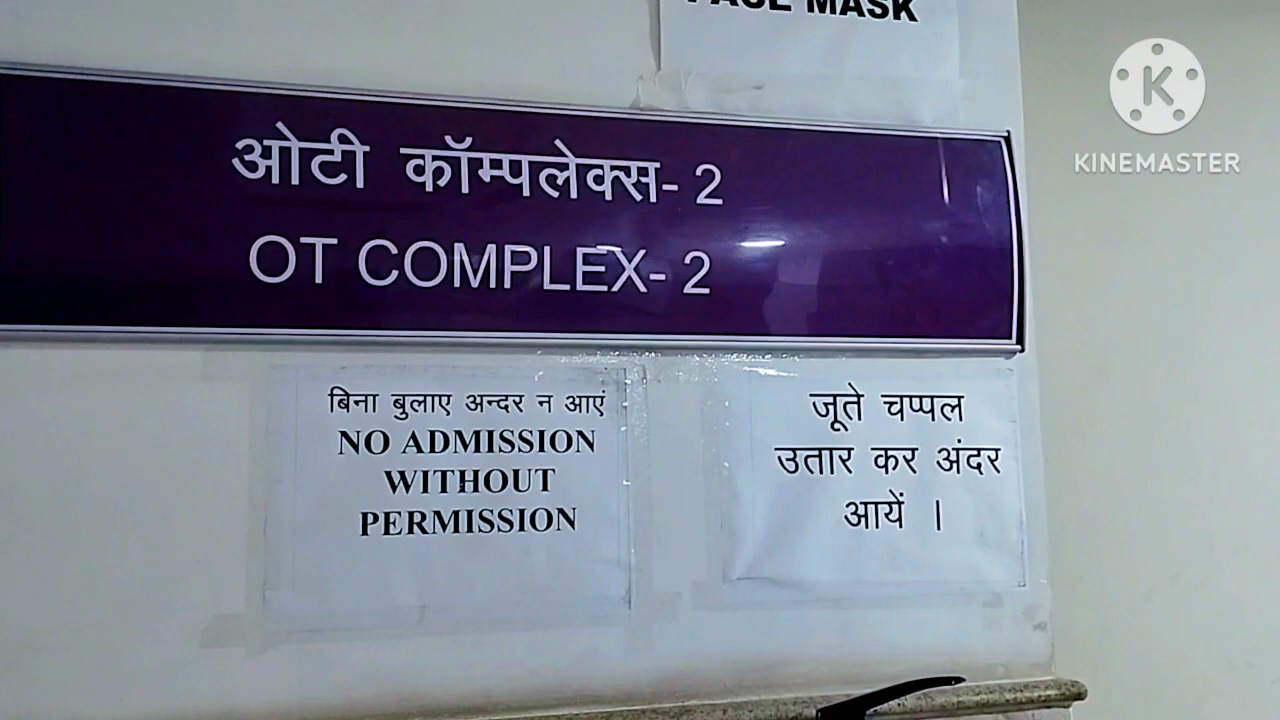 FACE MASK
K
KINEMASTER
ओटी कॉम्पलेक्स- 2
OT COMPLEX- 2
बिना बुलाए अन्दर न आएं
NO ADMISSION
WITHOUT
PERMISSION
जूते चप्पल
उतार कर अंदर
आयें ।